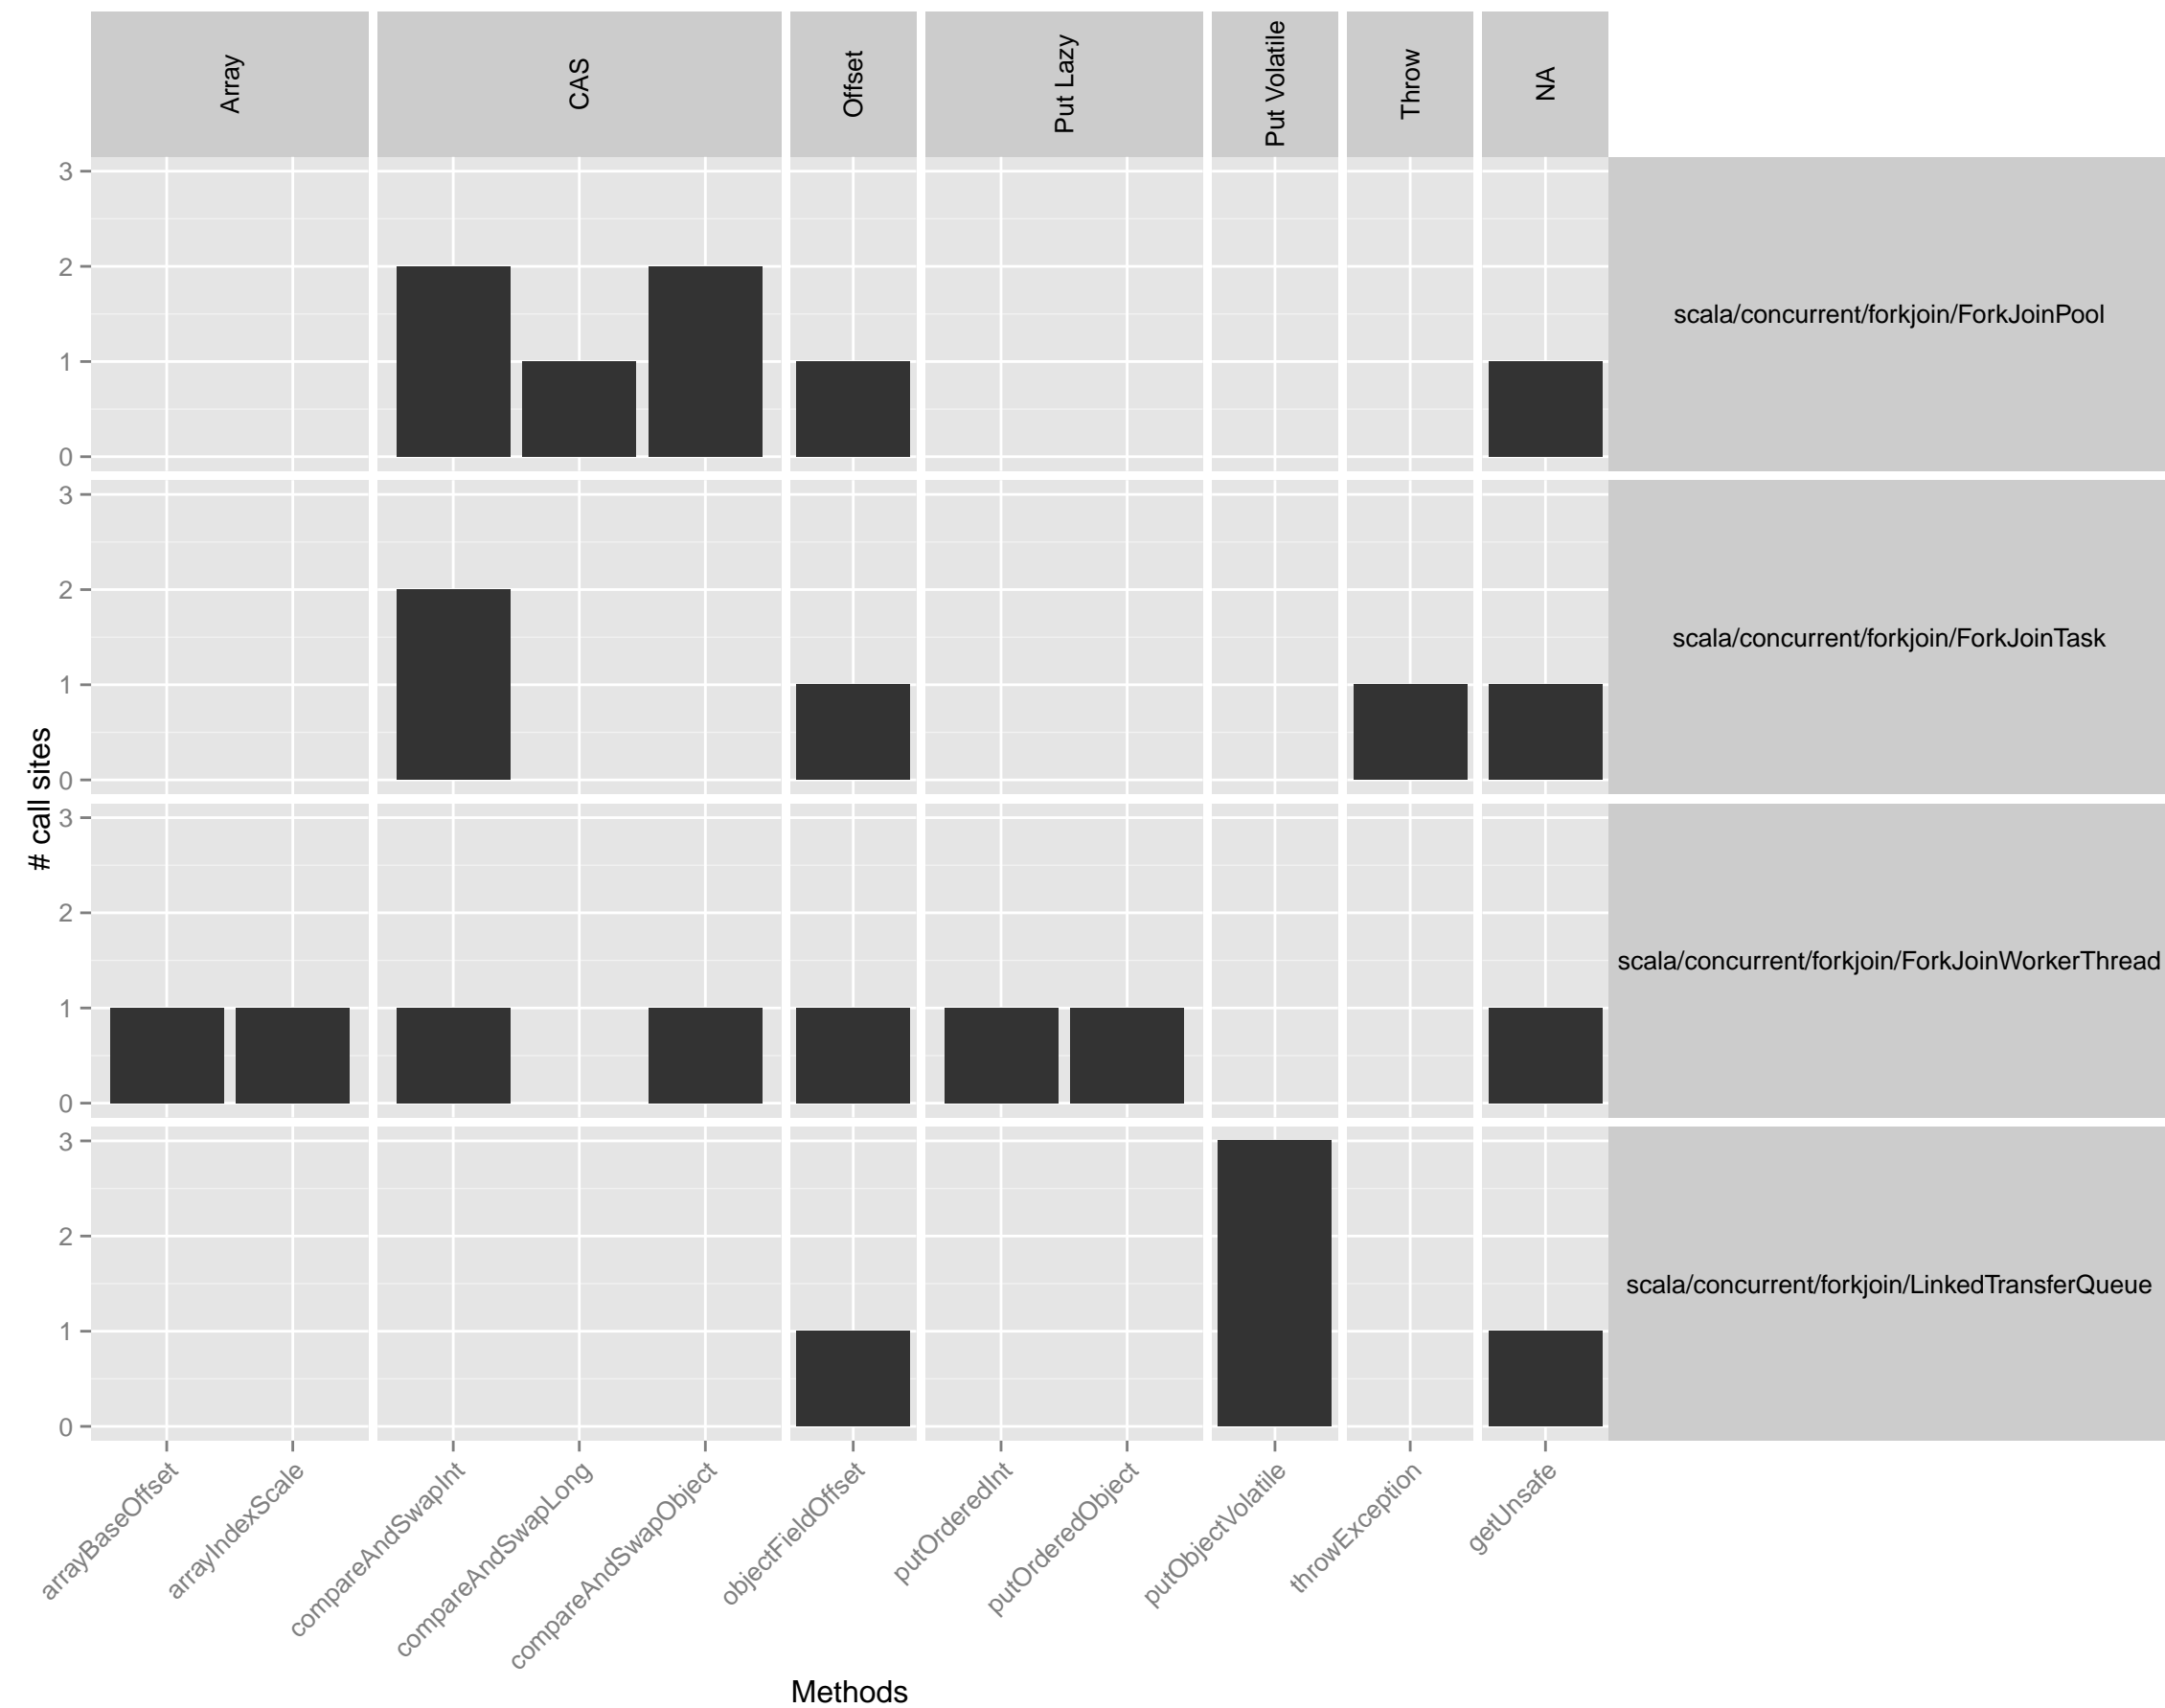 Array
CAS
Offset
Put Lazy
Put Volatile
Throw
NA
3
2
1
0
scala/concurrent/forkjoin/ForkJoinPool
3
2
1
0
scala/concurrent/forkjoin/ForkJoinTask
# call sites
3
2
1
0
scala/concurrent/forkjoin/ForkJoinWorkerThread
3
2
1
0
scala/concurrent/forkjoin/LinkedTransferQueue
arrayBaseOffset
arrayIndexScale
compareAndSwapInt
compareAndSwapLong
compareAndSwapObject
objectFieldOffset
putOrderedInt
putOrderedObject
putObjectVolatile
throwException
getUnsafe
Methods